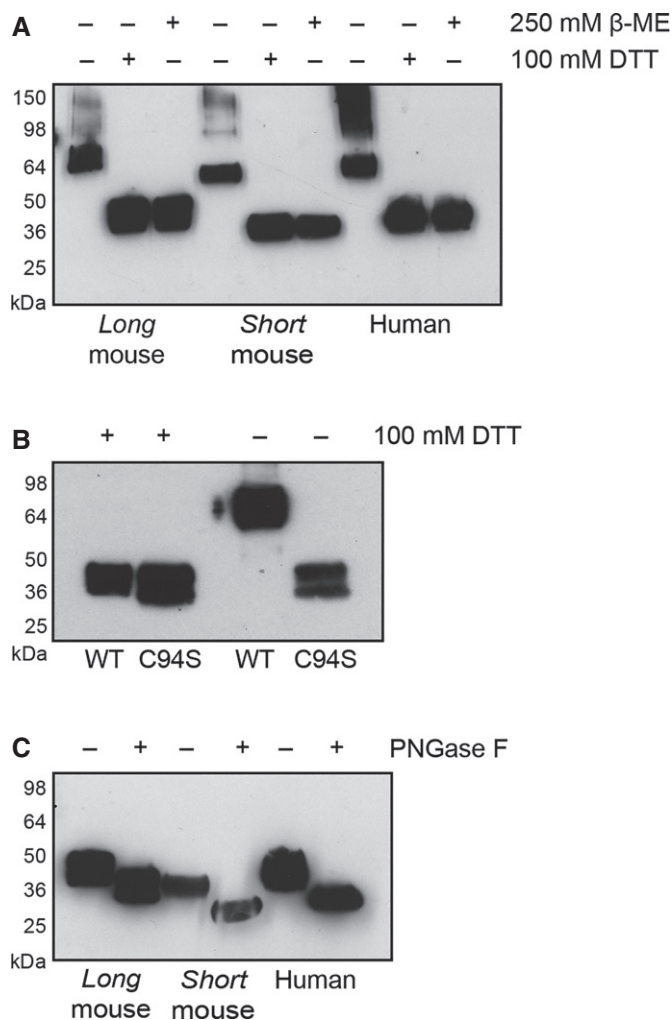 A – – + – – + – – + 250 mM β-ME
– + – – + – – + – 100 mM DTT
150
98
64
50
36
25
kDa
Long mouse Short mouse Human
B + + – – 100 mM DTT
98
64
50
36
25
kDa
WT C94S WT C94S
C – + – + – + PNGase F
98
64
50
36
25
kDa
Long mouse Short mouse Human